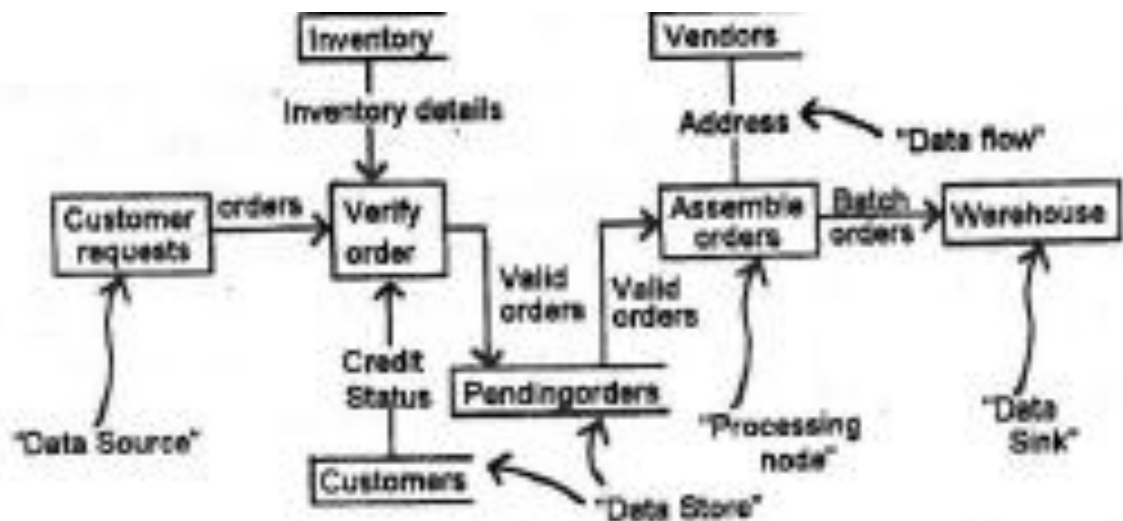 Inventory
Vendors
Inventory details
Address
"Data flow"
Customer
requests
orders
Verify
order
Assemble
orders
Batch
orders
Warehouse
Valid
orders
Valid
orders
Credit
Status
Pendingorders
"Data Source"
"Processing
node"
"Data
Sink"
Customers
"Data Store"